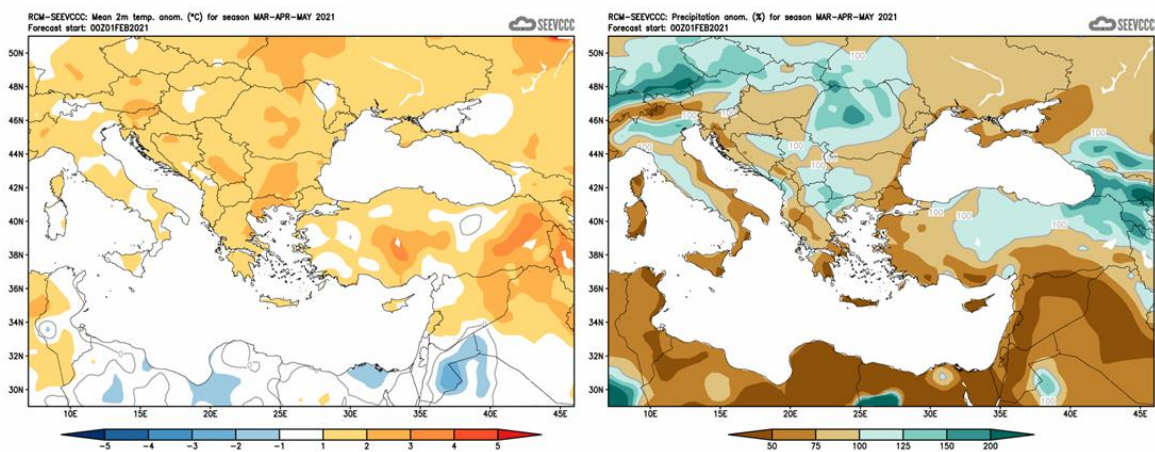 RCM-SEEVCCC: Mean 2m temp. anom. (°C) for season MAR-APR-MAY 2021
Forecast start: 00Z01FEB2021
SEEVCCC
50N
48N
46N
44N
42N
40N
38N
36N
34N
32N
30N
10E 15E 20E 25E 30E 35E 40E 45E
-5 -4 -3 -2 -1 1 2 3 4 5
RCM-SEEVCCC: Precipitation anom. (%) for season MAR-APR-MAY 2021
Forecast start: 00Z01FEB2021
SEEVCCC
50N
48N
46N
44N
42N
40N
38N
36N
34N
32N
30N
100
100
100
100
100
100
100
100
10E 15E 20E 25E 30E 35E 40E 45E
50 75 100 125 150 200